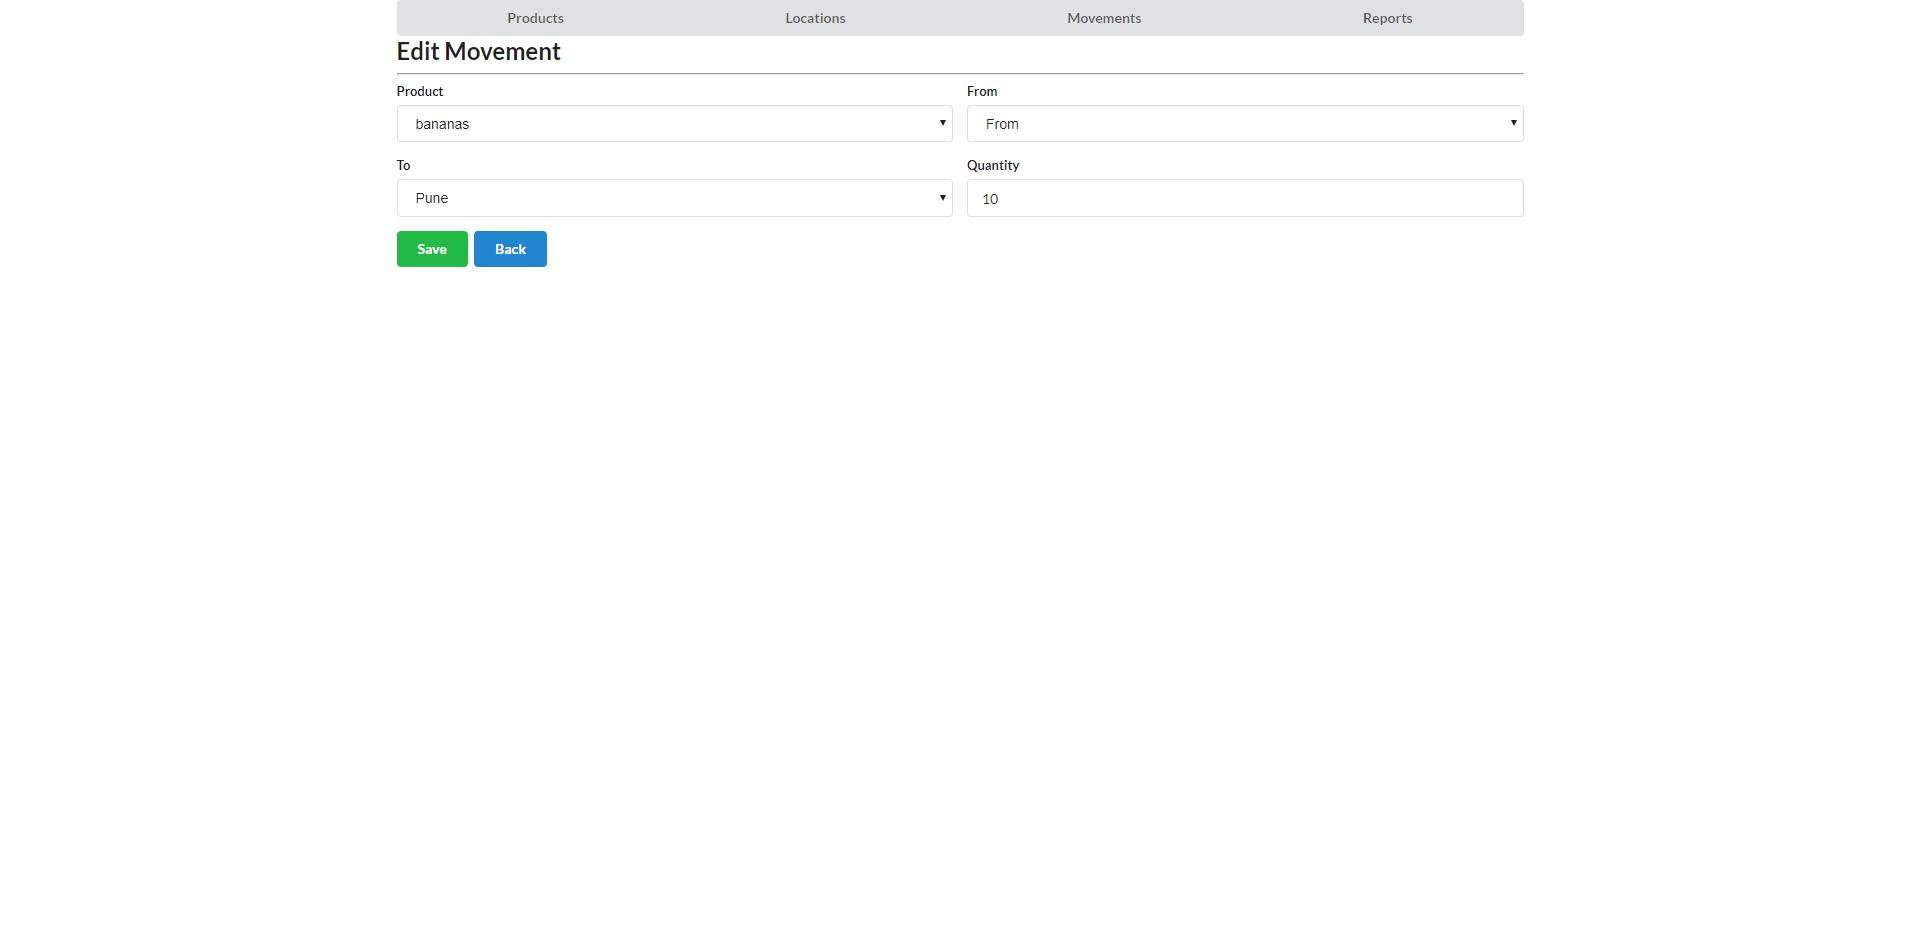 Products Locations Movements Reports
Edit Movement
Product From
bananas From
To Quantity
Pune 10
Save Back